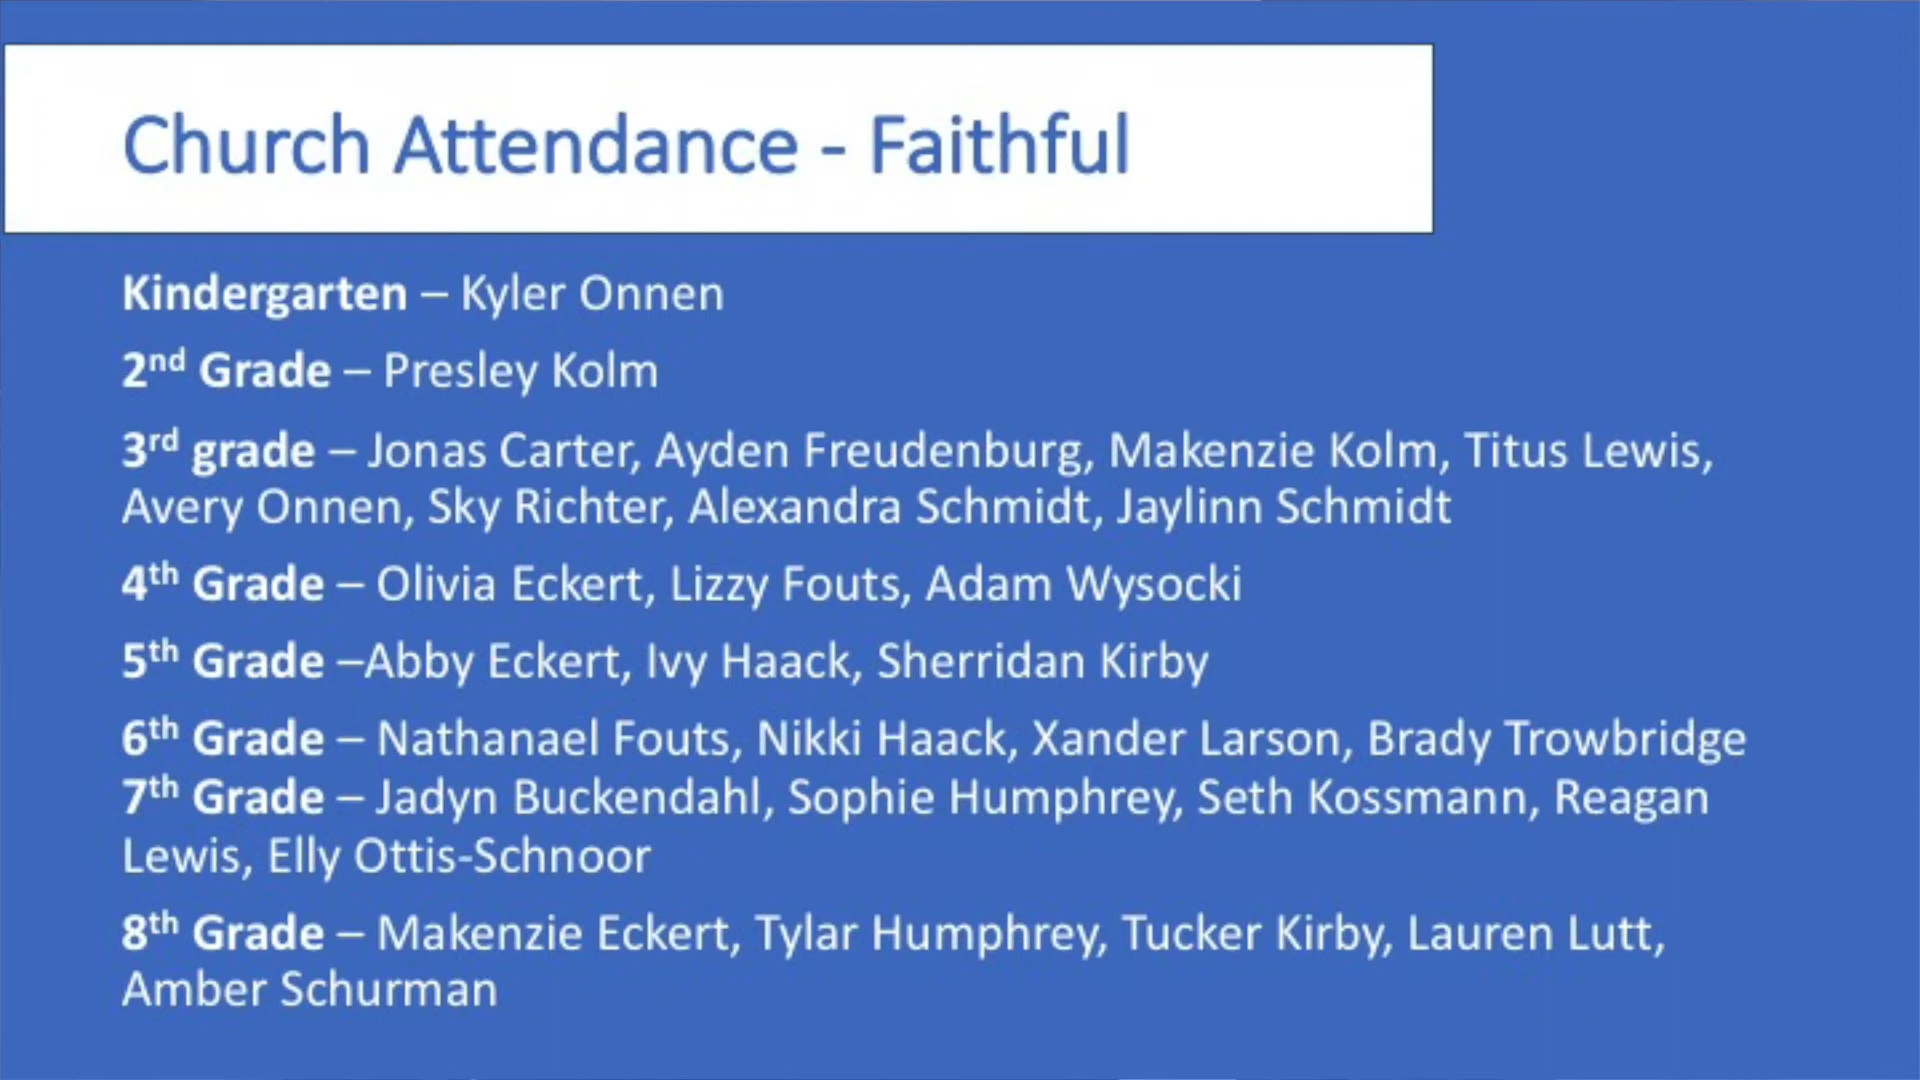 Church Attendance - Faithful
Kindergarten – Kyler Onnen
2nd Grade – Presley Kolm
3rd grade – Jonas Carter, Ayden Freudenburg, Makenzie Kolm, Titus Lewis,
Avery Onnen, Sky Richter, Alexandra Schmidt, Jaylinn Schmidt
4th Grade – Olivia Eckert, Lizzy Fouts, Adam Wysocki
5th Grade –Abby Eckert, Ivy Haack, Sherridan Kirby
6th Grade – Nathanael Fouts, Nikki Haack, Xander Larson, Brady Trowbridge
7th Grade – Jadyn Buckendahl, Sophie Humphrey, Seth Kossmann, Reagan
Lewis, Elly Ottis-Schnoor
8th Grade – Makenzie Eckert, Tylar Humphrey, Tucker Kirby, Lauren Lutt,
Amber Schurman